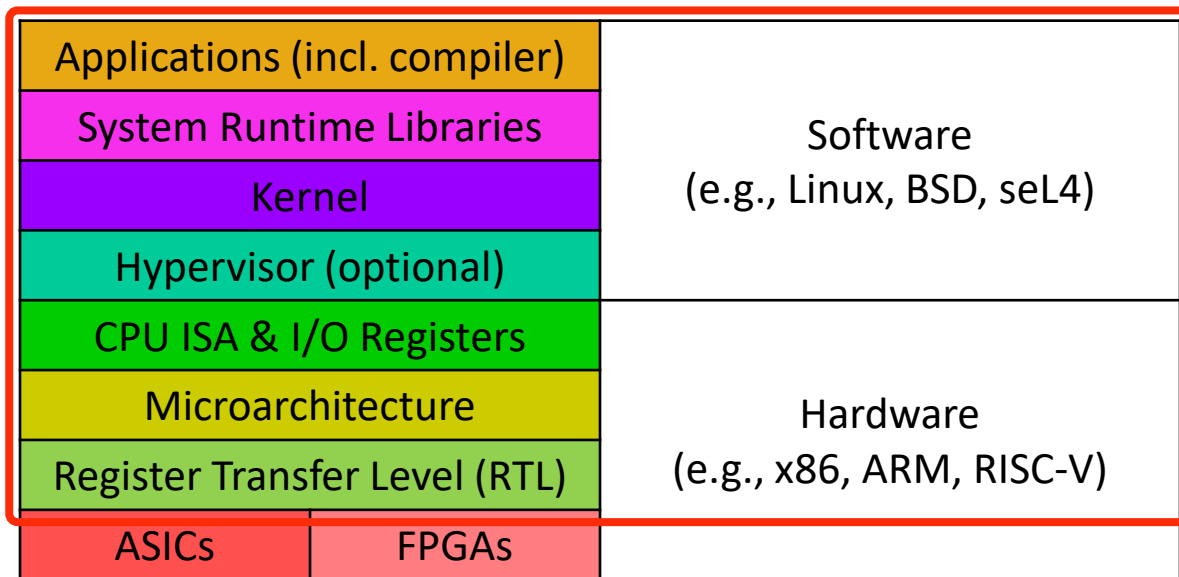 Applications (incl. compiler)
System Runtime Libraries
Kernel
Hypervisor (optional)
Software
(e.g., Linux, BSD, seL4)
CPU ISA & I/O Registers
Microarchitecture
Register Transfer Level (RTL)
Hardware
(e.g., x86, ARM, RISC-V)
ASICs
FPGAs